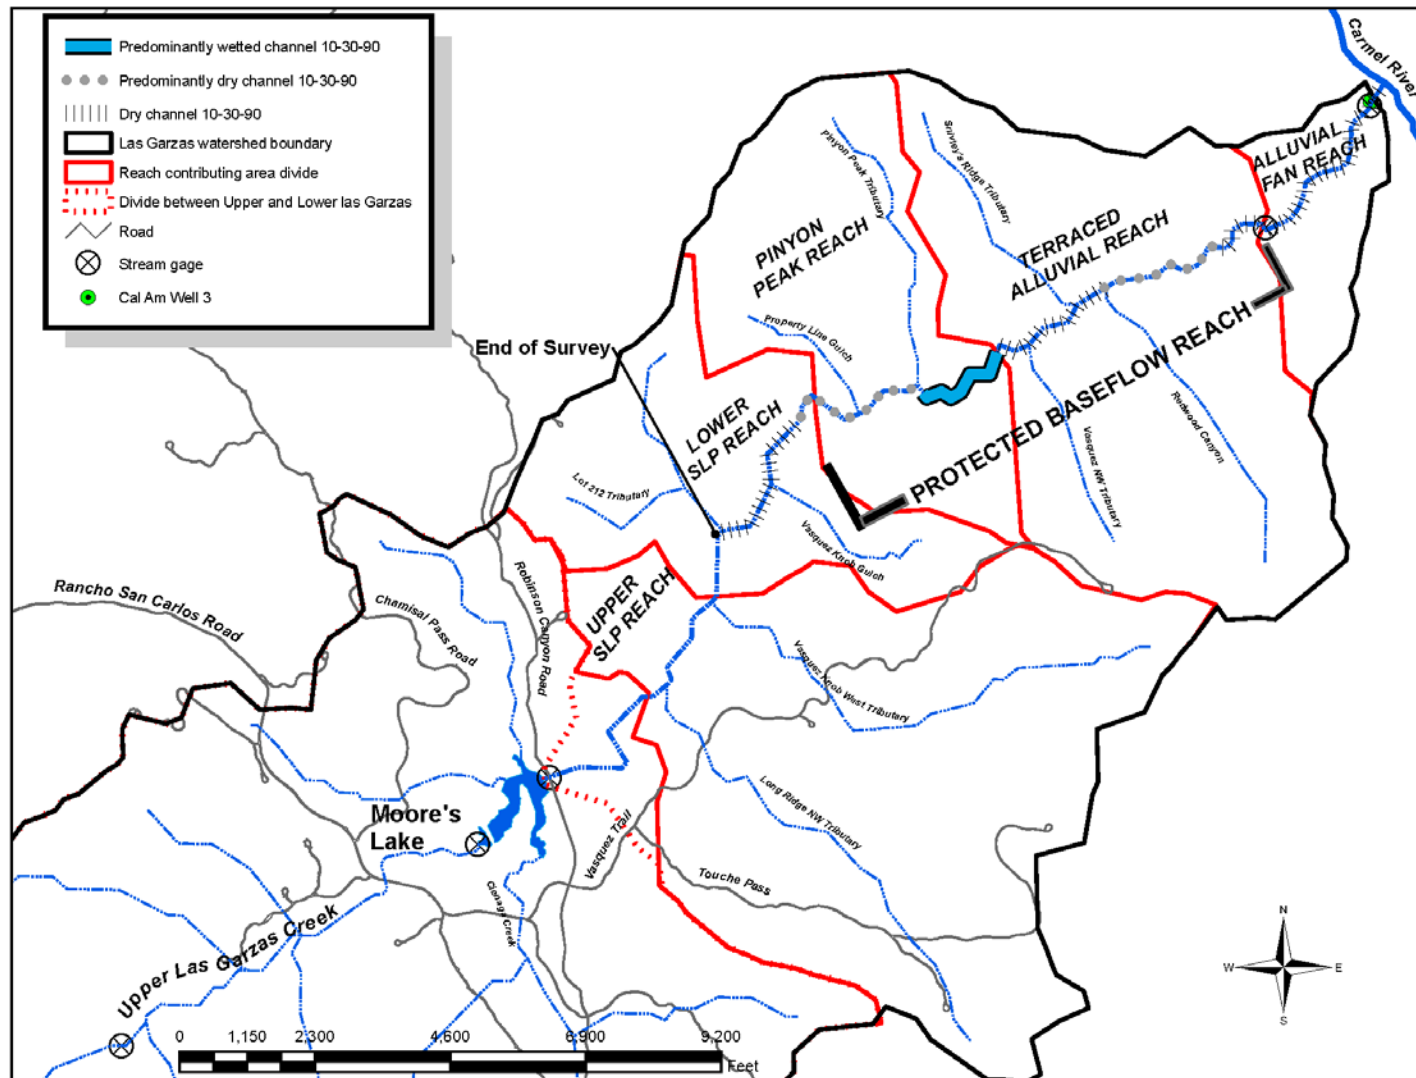 Predominantly wetted channel 10-30-90
Predominantly dry channel 10-30-90
Dry channel 10-30-90
Las Garzas watershed boundary
Reach contributing area divide
Divide between Upper and Lower las Garzas
Road
Stream gage
Cal Am Well 3
Carmel River
ALLUVIAL
FAN REACH
Pinyon Peak Tributary
Snivley's Ridge Tributary
PINYON
PEAK REACH
TERRACED
ALLUVIAL REACH
Property Line Gulch
End of Survey
PROTECTED BASEFLOW REACH
Redwood Canyon
Vasquez NW Tributary
LOWER
SLP REACH
Lot 212 Tributary
Vasquez Knob Gulch
Robinson Canyon Road
UPPER
SLP REACH
Rancho San Carlos Road
Chamisal Pass Road
Vasquez Knob West Tributary
Long Ridge NW Tributary
Moore's
Lake
Vasquez Trail
Touche Pass
Cienega Creek
Upper Las Garzas Creek
N
W E
S
0 1,150 2,300 4,600 6,900 9,200
Feet